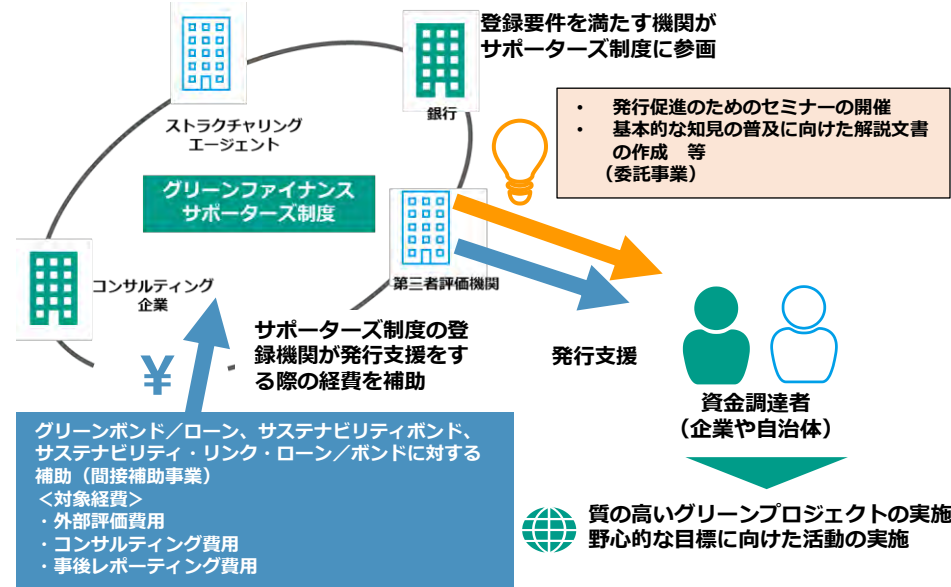 登録要件を満たす機関が
サポーターズ制度に参画
ストラクチャリング
エージェント
銀行
・ 発行促進のためのセミナーの開催
・ 基本的な知見の普及に向けた解説文書
の作成 等
（委託事業）
グリーンファイナンス
サポーターズ制度
第三者評価機関
コンサルティング
企業
サポーターズ制度の登
録機関が発行支援をす
る際の経費を補助
¥
発行支援
資金調達者
（企業や自治体）
グリーンボンド／ローン、サステナビリティボンド、
サステナビリティ・リンク・ローン／ボンドに対する
補助（間接補助事業）
＜対象経費＞
・外部評価費用
・コンサルティング費用
・事後レポーティング費用
質の高いグリーンプロジェクトの実施
野心的な目標に向けた活動の実施